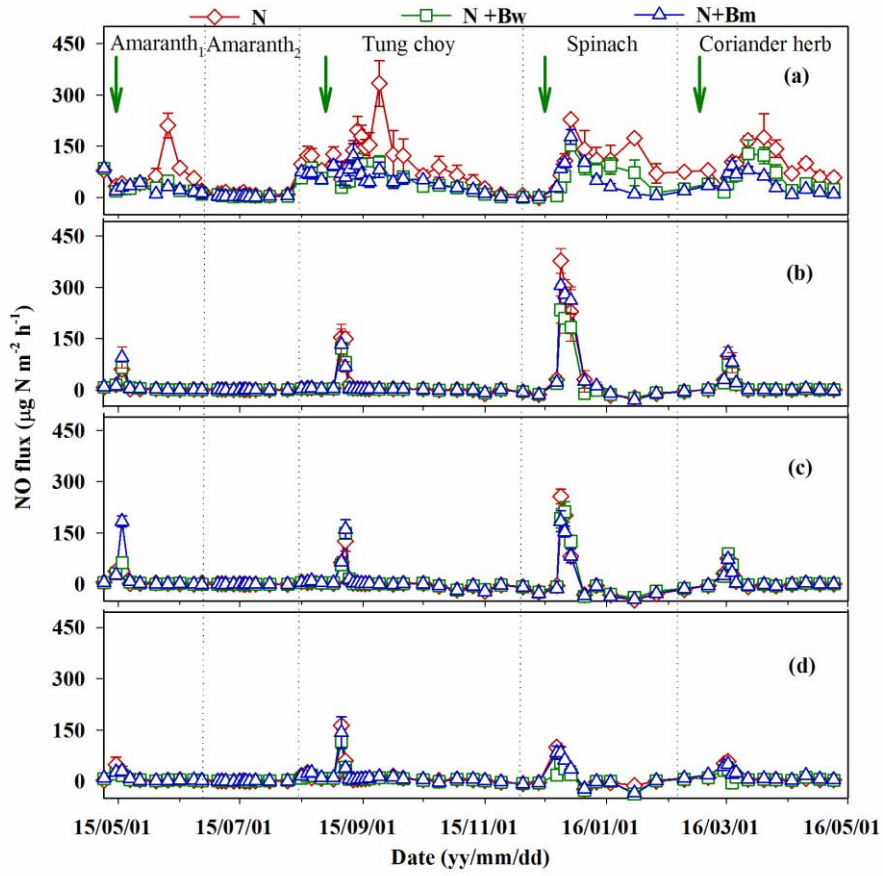 N N +Bw N+Bm
Amaranth₁ Amaranth₂ Tung choy Spinach Coriander herb
(a)
450
300
150
0
(b)
450
300
150
0
(c)
450
300
150
0
(d)
450
300
150
0
NO flux (µg N m⁻² h⁻¹)
15/05/01 15/07/01 15/09/01 15/11/01 16/01/01 16/03/01 16/05/01
Date (yy/mm/dd)